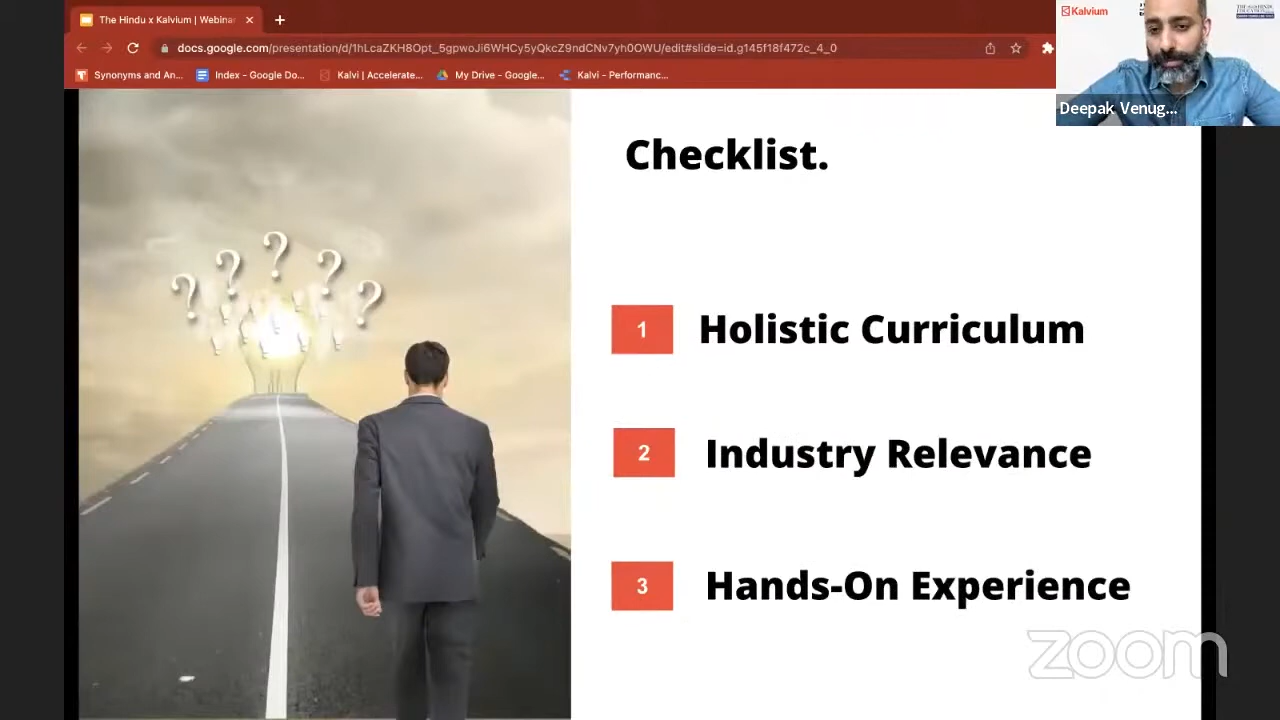 The Hindu x Kalvium | Webinar
docs.google.com/presentation/d/1hLcaZKH8Opt_5gpwoJi6WHCy5yQkcZ9ndCNv7yh0OWU/edit#slide=id.g145f18f472c_4_0
Synonyms and An...
Index - Google Do...
Kalvi | Accelerate...
My Drive - Google...
Kalvi - Performanc...
Kalvium
Deepak Venug...
Checklist.
? ? ? ? ?
1 Holistic Curriculum
2 Industry Relevance
3 Hands-On Experience
zoom